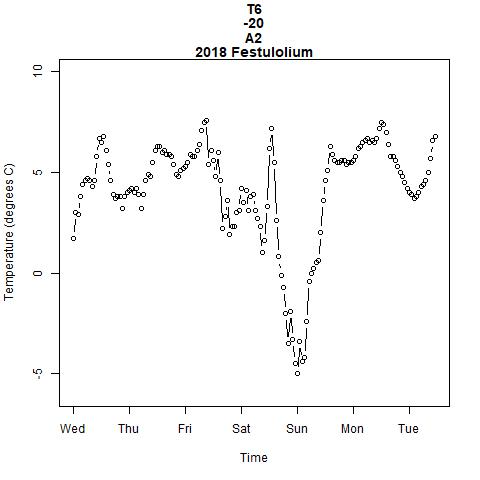 T6
-20
A2
2018 Festulolium
Temperature (degrees C)
10
5
0
-5
Wed Thu Fri Sat Sun Mon Tue
Time